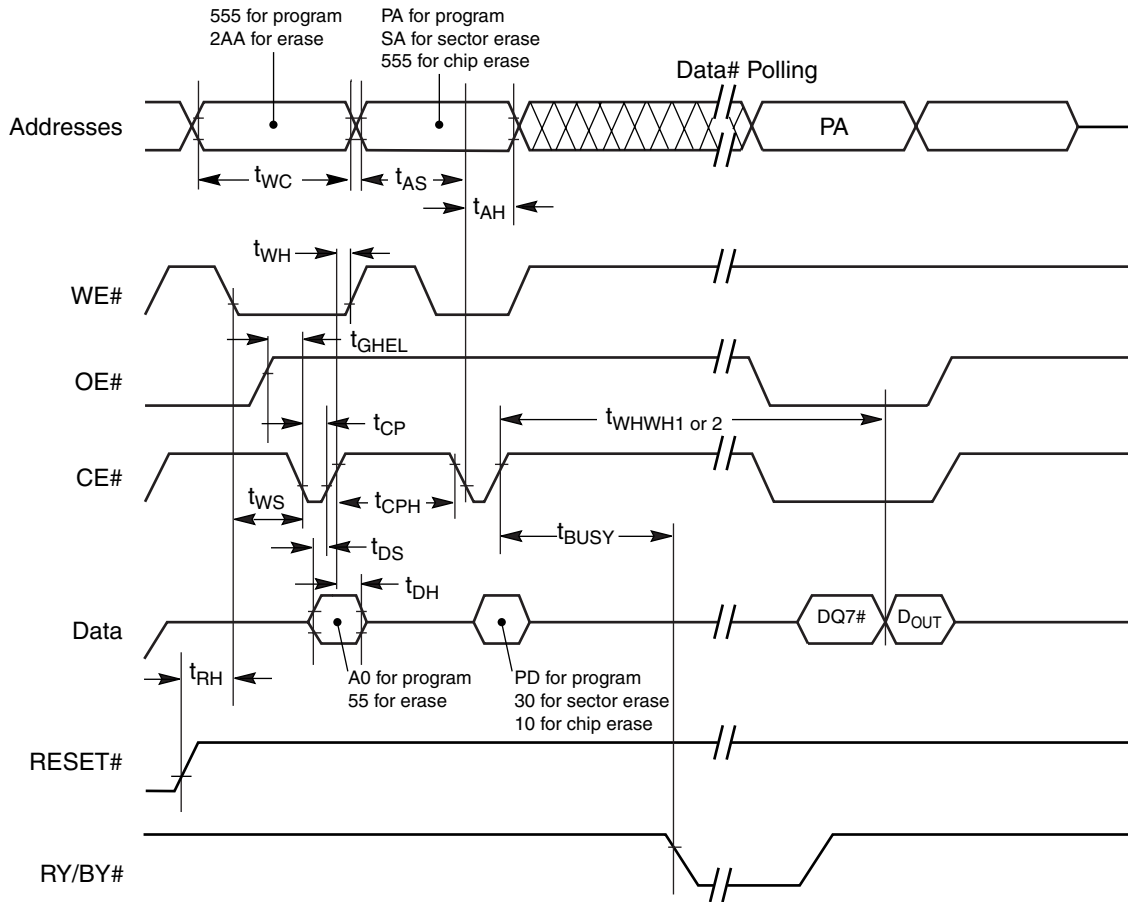 555 for program
2AA for erase
PA for program
SA for sector erase
555 for chip erase
Data# Polling
Addresses
PA
tWC
tAS
tAH
tWH
WE#
tGHEL
OE#
tWHWH1 or 2
tCP
CE#
tWS
tCPH
tBUSY
tDS
tDH
Data
DQ7#
DOUT
tRH
A0 for program
55 for erase
PD for program
30 for sector erase
10 for chip erase
RESET#
RY/BY#